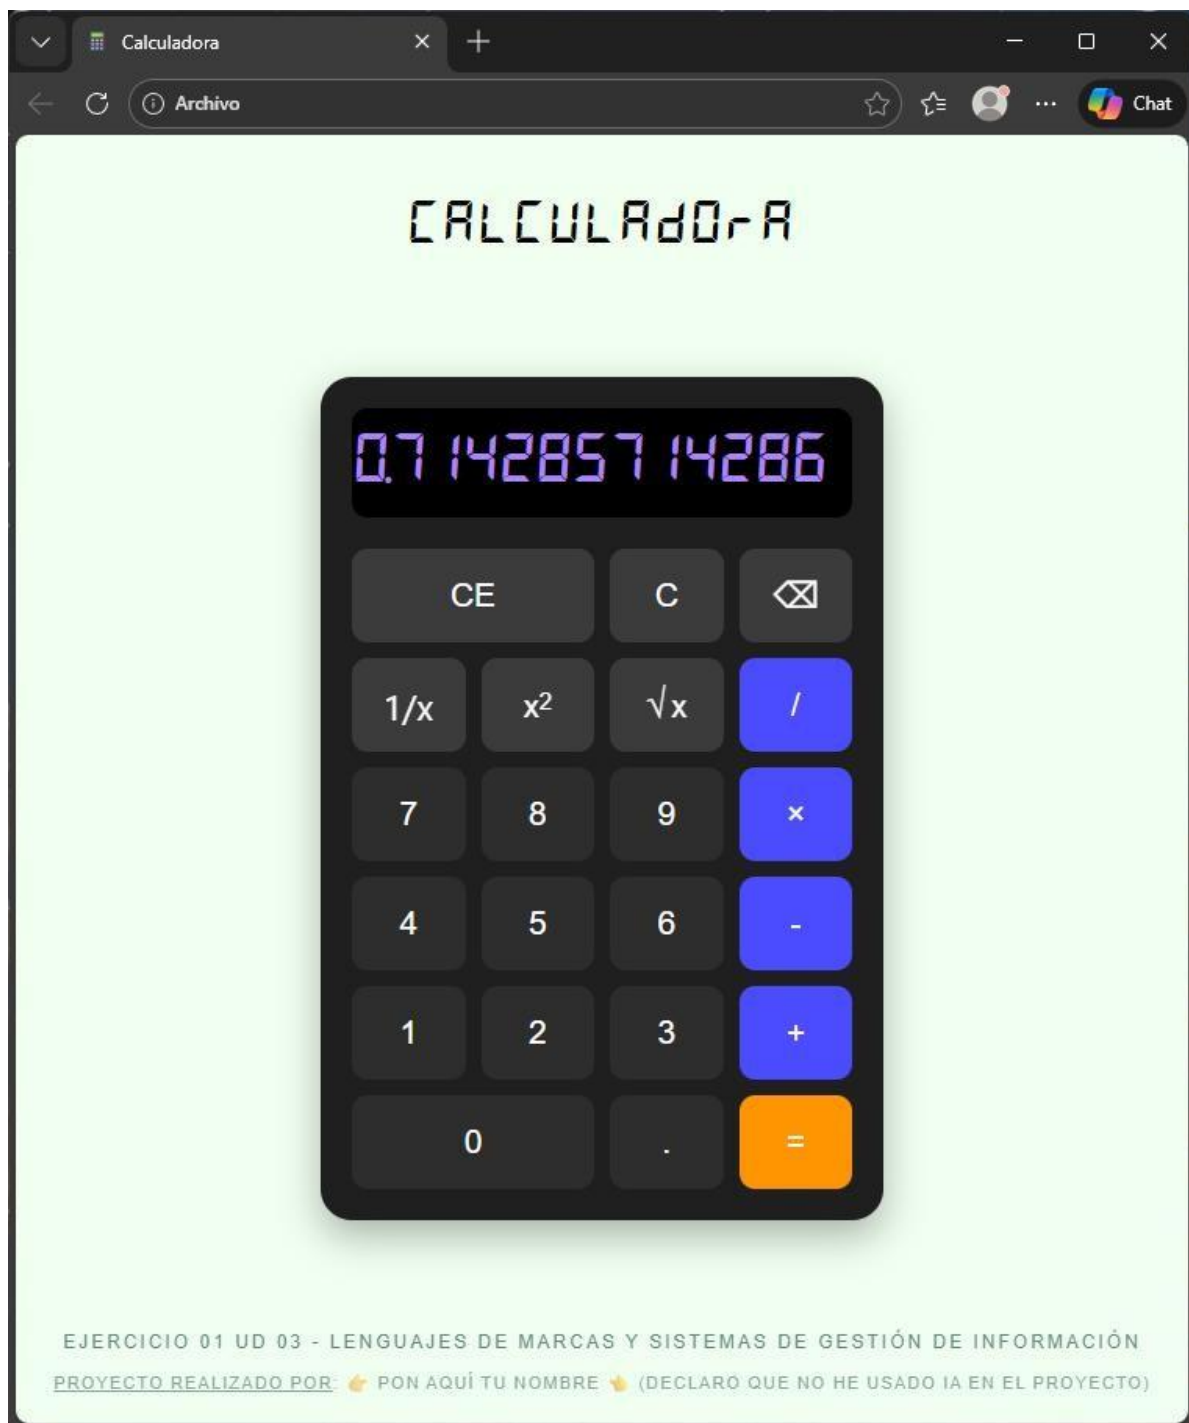 Calculadora
Archivo
Chat
CALCULAdOrA
0.714285714286
CE C ⌫
1/x x² √x /
7 8 9 ×
4 5 6 -
1 2 3 +
0 . =
EJERCICIO 01 UD 03 - LENGUAJES DE MARCAS Y SISTEMAS DE GESTIÓN DE INFORMACIÓN
PROYECTO REALIZADO POR: 👉 PON AQUÍ TU NOMBRE 👈 (DECLARO QUE NO HE USADO IA EN EL PROYECTO)